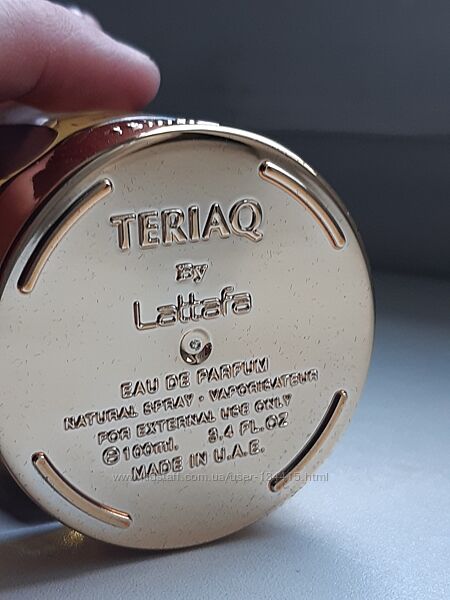 TERIAQ
By
Lattafa
EAU DE PARFUM
NATURAL SPRAY • VAPORISATEUR
FOR EXTERNAL USE ONLY
℮100ml. 3.4 FL.OZ
MADE IN U.A.E.